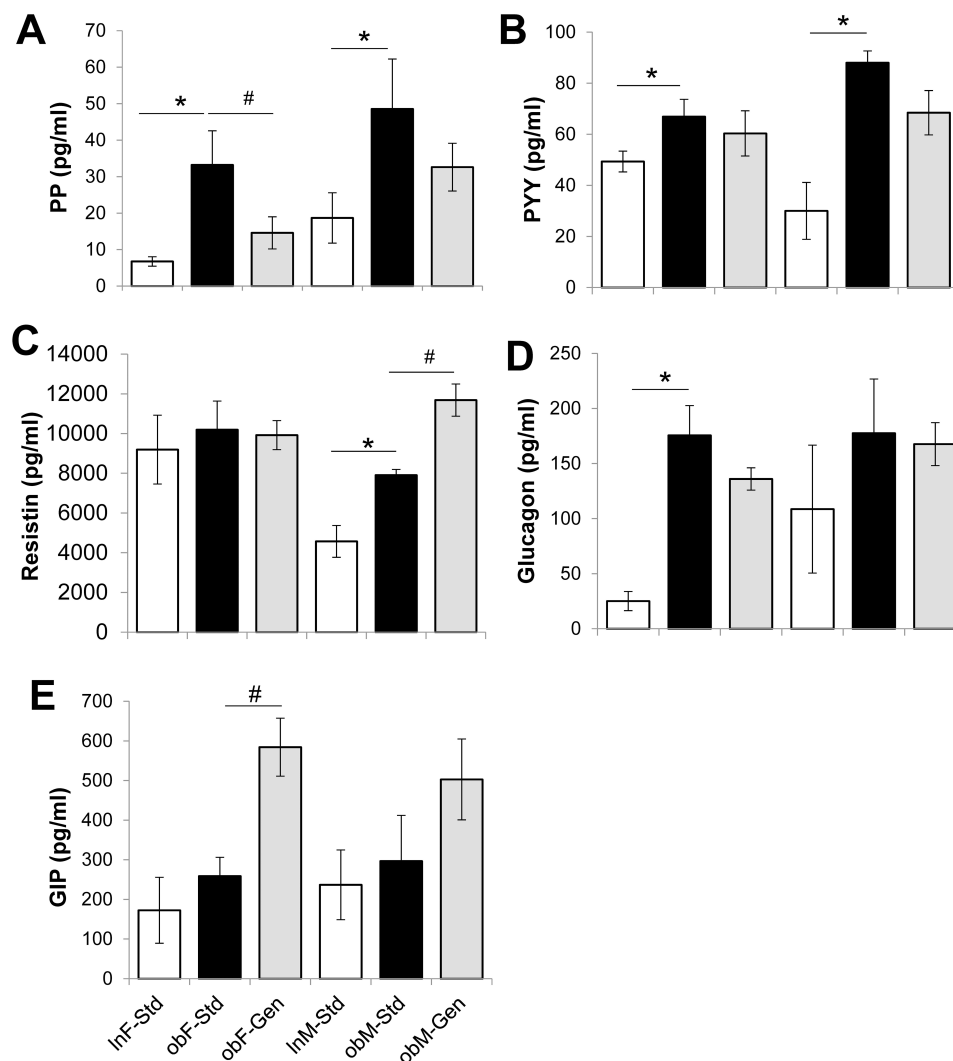 A
PP (pg/ml)
70
60
50
40
30
20
10
0
*
#
*
B
PYY (pg/ml)
100
80
60
40
20
0
*
*
C
Resistin (pg/ml)
14000
12000
10000
8000
6000
4000
2000
0
*
#
D
Glucagon (pg/ml)
250
200
150
100
50
0
*
E
GIP (pg/ml)
700
600
500
400
300
200
100
0
#
lnF-Std
obF-Std
obF-Gen
lnM-Std
obM-Std
obM-Gen